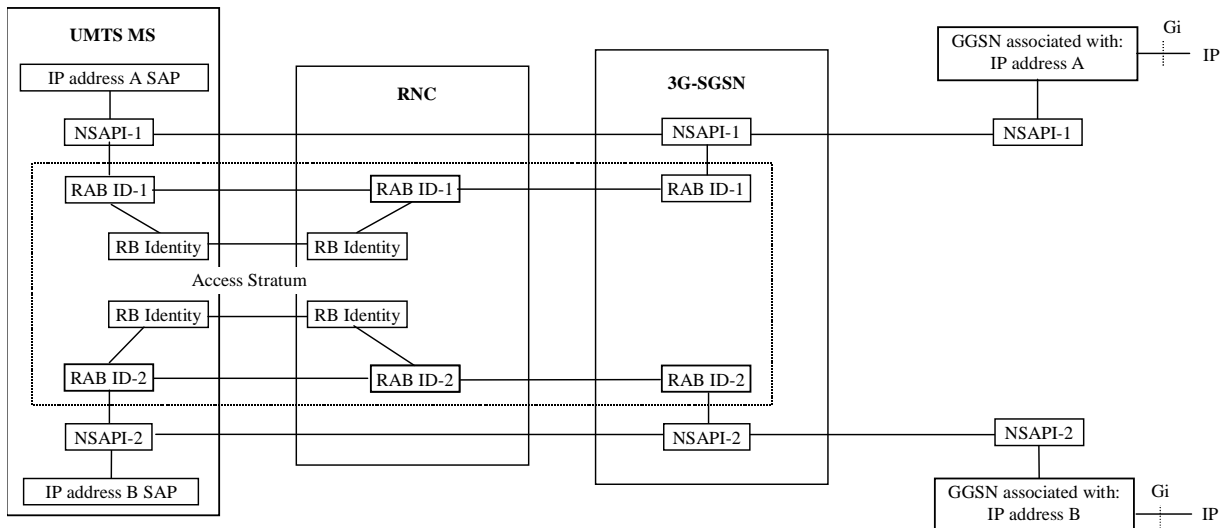 UMTS MS
IP address A SAP
NSAPI-1
RAB ID-1
RB Identity
RNC
RAB ID-1
RB Identity
3G-SGSN
NSAPI-1
RAB ID-1
GGSN associated with:
IP address A
Gi
IP
NSAPI-1
Access Stratum
RB Identity
RAB ID-2
NSAPI-2
IP address B SAP
RB Identity
RAB ID-2
RAB ID-2
NSAPI-2
NSAPI-2
GGSN associated with:
IP address B
Gi
IP